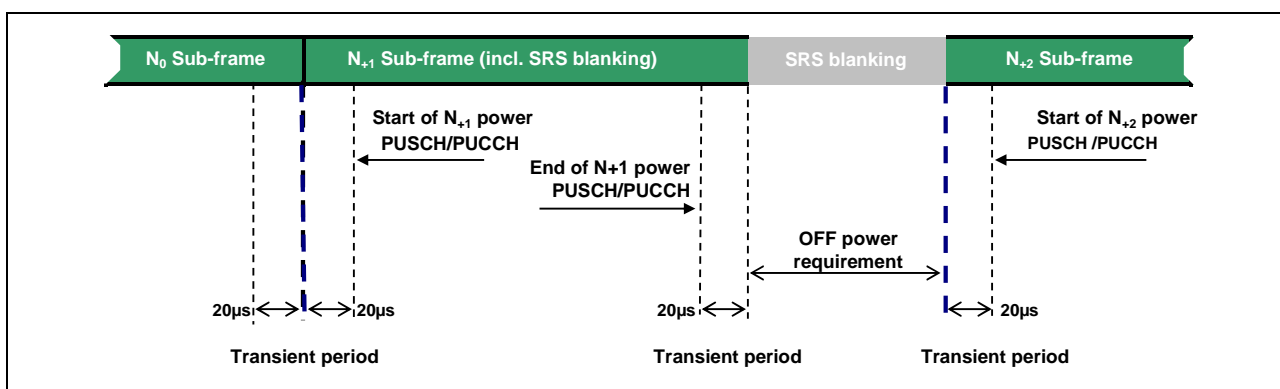 N₀ Sub-frame
N₊₁ Sub-frame (incl. SRS blanking)
SRS blanking
N₊₂ Sub-frame
Start of N₊₁ power
PUSCH/PUCCH
Start of N₊₂ power
PUSCH /PUCCH
End of N+1 power
PUSCH/PUCCH
OFF power
requirement
20µs
20µs
20µs
20µs
Transient period
Transient period
Transient period